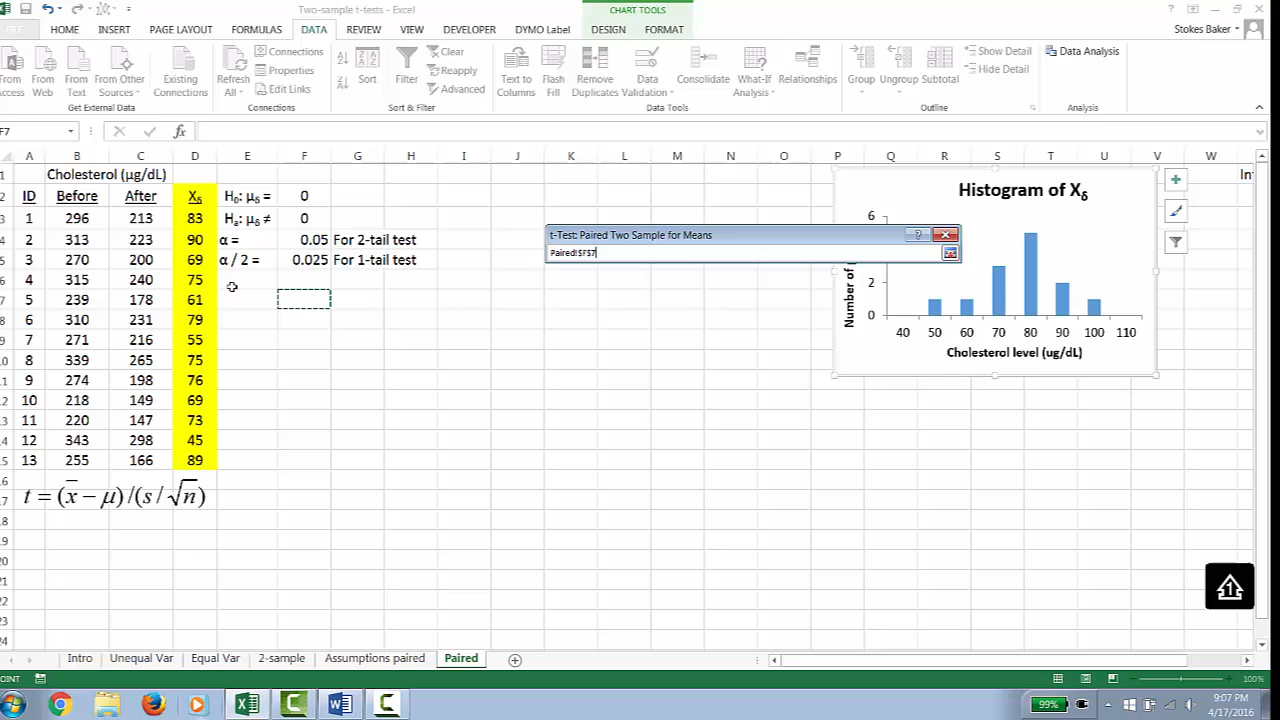 Two-sample t-tests - Excel
CHART TOOLS
HOME INSERT PAGE LAYOUT FORMULAS DATA REVIEW VIEW DEVELOPER DYMO Label DESIGN FORMAT
Stokes Baker
From Web
From Text
From Other Sources
Existing Connections
Get External Data
Refresh All
Connections
Properties
Edit Links
Connections
Sort
Filter
Clear
Reapply
Advanced
Sort & Filter
Text to Columns
Flash Fill
Remove Duplicates
Data Validation
Consolidate
What-If Analysis
Relationships
Data Tools
Group
Ungroup
Subtotal
Show Detail
Hide Detail
Outline
Data Analysis
Analysis
F7
fx
A B C D E F G H I J K L M N O P Q R S T U V W
Cholesterol (µg/dL)
ID Before After Xδ H₀: μδ = 0
1 296 213 83 Hₐ: μδ ≠ 0
2 313 223 90 α = 0.05 For 2-tail test
3 270 200 69 α / 2 = 0.025 For 1-tail test
4 315 240 75
5 239 178 61
6 310 231 79
7 271 216 55
8 339 265 75
9 274 198 76
10 218 149 69
11 220 147 73
12 343 298 45
13 255 166 89
t = (x̄ − μ)/(s/√n)
t-Test: Paired Two Sample for Means
Paired!$F$7
Histogram of Xδ
6
2
0
40 50 60 70 80 90 100 110
Cholesterol level (ug/dL)
Intro Unequal Var Equal Var 2-sample Assumptions paired Paired
100%
99%
9:07 PM
4/17/2016